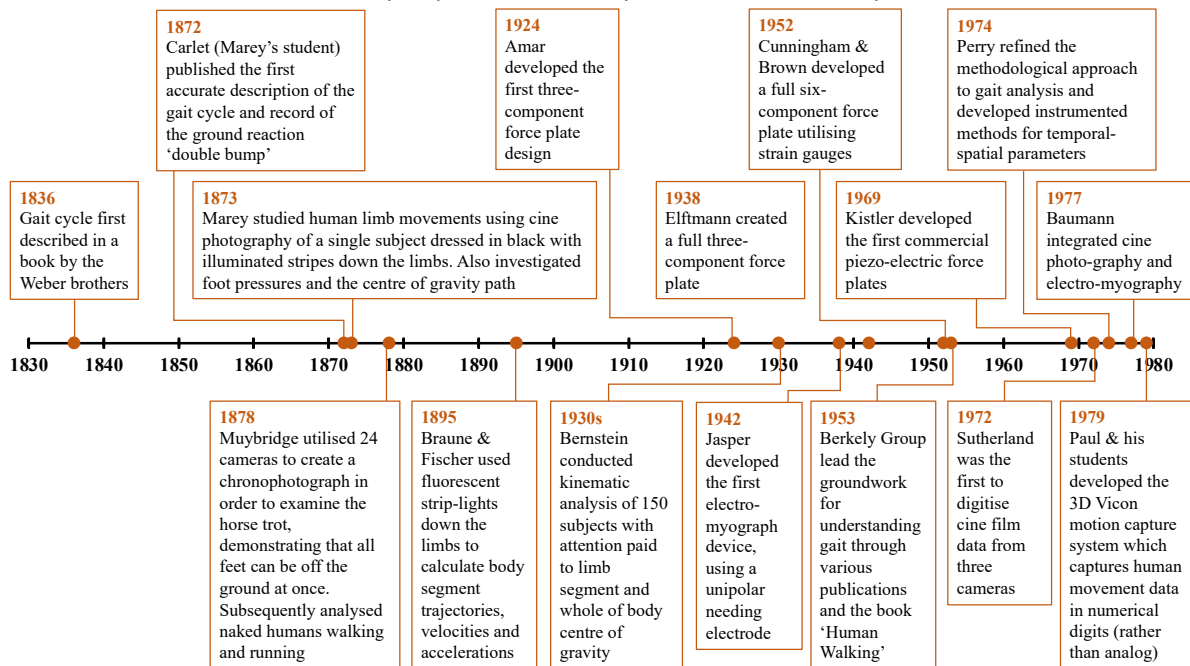 1872
Carlet (Marey's student)
published the first
accurate description of the
gait cycle and record of
the ground reaction
'double bump'
1924
Amar
developed the
first three-
component
force plate
design
1952
Cunningham &
Brown developed
a full six-
component force
plate utilising
strain gauges
1974
Perry refined the
methodological approach
to gait analysis and
developed instrumented
methods for temporal-
spatial parameters
1836
Gait cycle first
described in a
book by the
Weber brothers
1873
Marey studied human limb movements using cine
photography of a single subject dressed in black with
illuminated stripes down the limbs. Also investigated
foot pressures and the centre of gravity path
1938
Elftmann created
a full three-
component force
plate
1969
Kistler developed
the first commercial
piezo-electric force
plates
1977
Baumann
integrated cine
photo-graphy and
electro-myography
1830 1840 1850 1860 1870 1880 1890 1900 1910 1920 1930 1940 1950 1960 1970 1980
1878
Muybridge utilised 24
cameras to create a
chronophotograph in
order to examine the
horse trot,
demonstrating that all
feet can be off the
ground at once.
Subsequently analysed
naked humans walking
and running
1895
Braune &
Fischer used
fluorescent
strip-lights
down the
limbs to
calculate body
segment
trajectories,
velocities and
accelerations
1930s
Bernstein
conducted
kinematic
analysis of 150
subjects with
attention paid
to limb
segment and
whole of body
centre of
gravity
1942
Jasper
developed
the first
electro-
myograph
device,
using a
unipolar
needing
electrode
1953
Berkely Group
lead the
groundwork
for
understanding
gait through
various
publications
and the book
'Human
Walking'
1972
Sutherland
was the
first to
digitise
cine film
data from
three
cameras
1979
Paul & his
students
developed the
3D Vicon
motion capture
system which
captures human
movement data
in numerical
digits (rather
than analog)